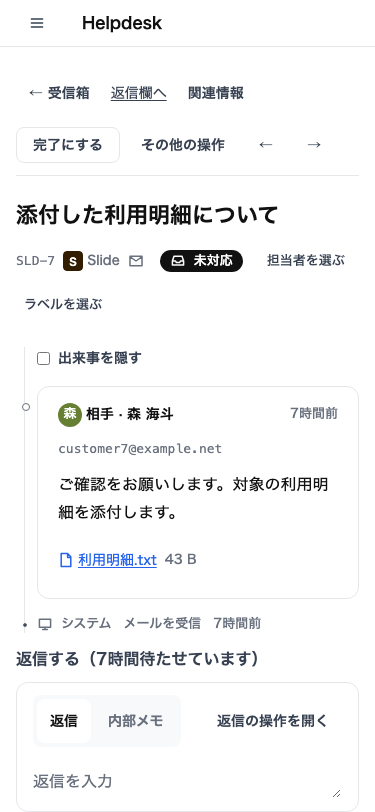 Helpdesk
← 受信箱 返信欄へ 関連情報
完了にする その他の操作 ← →
添付した利用明細について
SLD-7 S Slide 未対応 担当者を選ぶ
ラベルを選ぶ
出来事を隠す
森 相手 · 森 海斗 7時間前
customer7@example.net
ご確認をお願いします。対象の利用明
細を添付します。
利用明細.txt 43 B
システム メールを受信 7時間前
返信する（7時間待たせています）
返信 内部メモ 返信の操作を開く
返信を入力